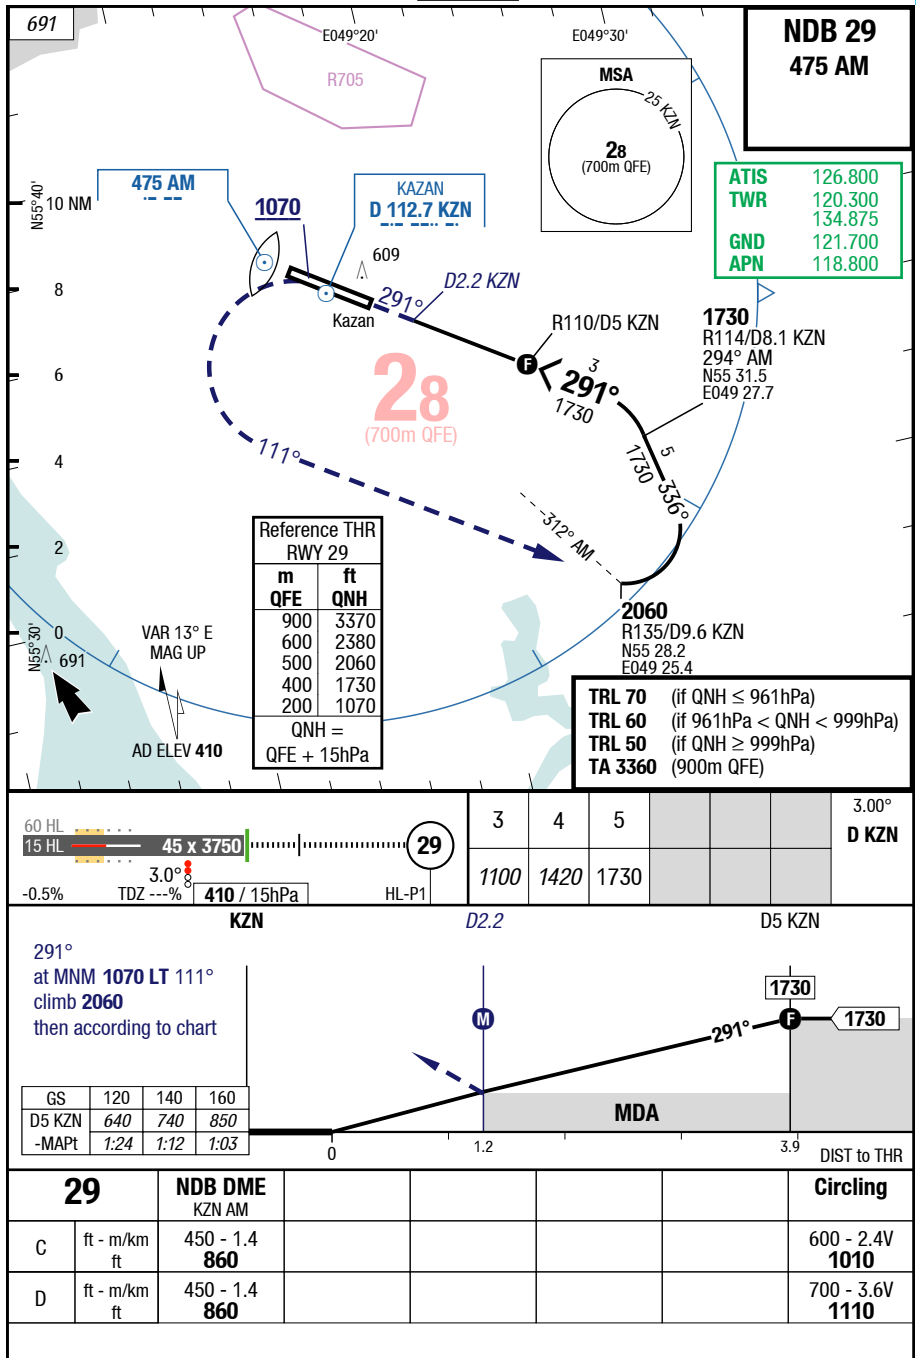 691
E049°20'
E049°30'
NDB 29
475 AM
R705
MSA
25 KZN
28
(700m QFE)
ATIS 126.800
TWR 120.300
134.875
GND 121.700
APN 118.800
N55°40'
10 NM
475 AM
KAZAN
D 112.7 KZN
1070
609
8
291°
D2.2 KZN
Kazan
R110/D5 KZN
1730
R114/D8.1 KZN
294° AM
N55 31.5
E049 27.7
6
F
3
291°
1730
28
(700m QFE)
4
111°
5
1730
336°
312° AM
2
Reference THR
RWY 29
m ft
QFE QNH
900 3370
600 2380
500 2060
400 1730
200 1070
QNH =
QFE + 15hPa
2060
R135/D9.6 KZN
N55 28.2
E049 25.4
N55°30'
0
691
VAR 13° E
MAG UP
AD ELEV 410
TRL 70 (if QNH ≤ 961hPa)
TRL 60 (if 961hPa < QNH < 999hPa)
TRL 50 (if QNH ≥ 999hPa)
TA 3360 (900m QFE)
60 HL
15 HL
45 x 3750
29
3.0°
-0.5% TDZ ---% 410 / 15hPa HL-P1
3 4 5 3.00°
D KZN
1100 1420 1730
KZN D2.2 D5 KZN
291°
at MNM 1070 LT 111°
climb 2060
then according to chart
M
291°
1730
F
1730
MDA
GS 120 140 160
D5 KZN 640 740 850
-MAPt 1:24 1:12 1:03
0 1.2 3.9 DIST to THR
29 NDB DME Circling
KZN AM
C ft - m/km 450 - 1.4 600 - 2.4V
ft 860 1010
D ft - m/km 450 - 1.4 700 - 3.6V
ft 860 1110